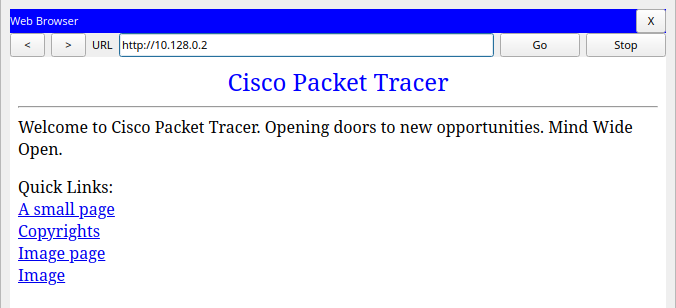 Web Browser X
< > URL http://10.128.0.2 Go Stop
Cisco Packet Tracer
Welcome to Cisco Packet Tracer. Opening doors to new opportunities. Mind Wide
Open.
Quick Links:
A small page
Copyrights
Image page
Image